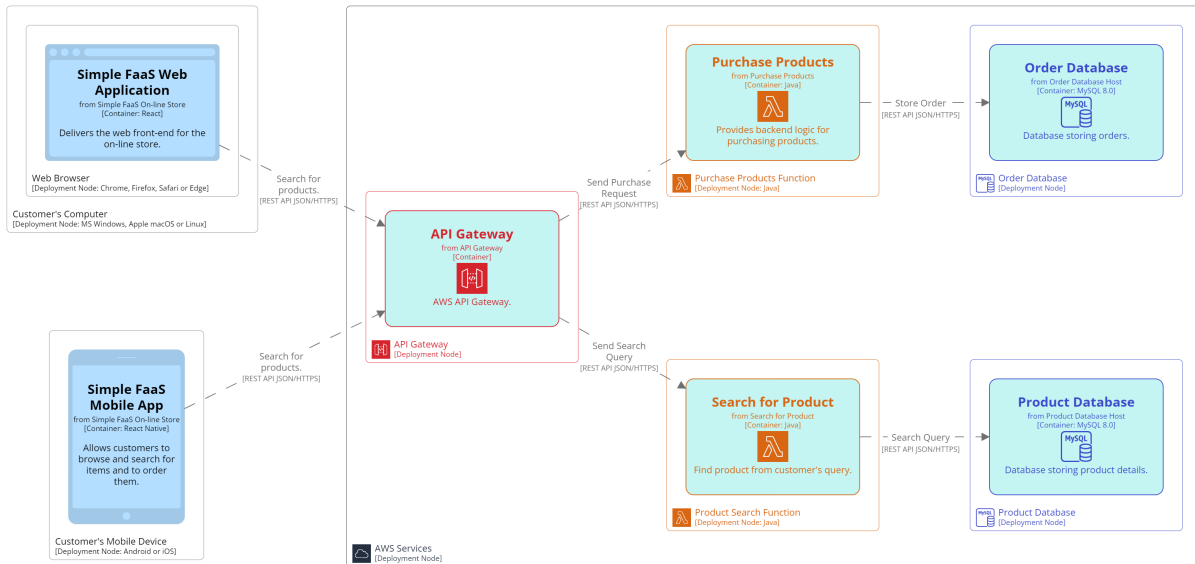 Simple FaaS Web
Application
from Simple FaaS On-line Store
[Container: React]
Delivers the web front-end for the
on-line store.
Web Browser
[Deployment Node: Chrome, Firefox, Safari or Edge]
Customer's Computer
[Deployment Node: MS Windows, Apple macOS or Linux]
Search for
products.
[REST API JSON/HTTPS]
Simple FaaS
Mobile App
from Simple FaaS On-line Store
[Container: React Native]
Allows customers to
browse and search for
items and to order
them.
Customer's Mobile Device
[Deployment Node: Android or iOS]
Search for
products.
[REST API JSON/HTTPS]
API Gateway
from API Gateway
[Container]
AWS API Gateway.
API Gateway
[Deployment Node]
Send Purchase
Request
[REST API JSON/HTTPS]
Send Search
Query
[REST API JSON/HTTPS]
Purchase Products
from Purchase Products
[Container: Java]
Provides backend logic for
purchasing products.
Purchase Products Function
[Deployment Node: Java]
Store Order
[REST API JSON/HTTPS]
Order Database
from Order Database Host
[Container: MySQL 8.0]
MySQL
Database storing orders.
MySQL
Order Database
[Deployment Node]
Search for Product
from Search for Product
[Container: Java]
Find product from customer's query.
Product Search Function
[Deployment Node: Java]
Search Query
[REST API JSON/HTTPS]
Product Database
from Product Database Host
[Container: MySQL 8.0]
MySQL
Database storing product details.
MySQL
Product Database
[Deployment Node]
AWS Services
[Deployment Node]